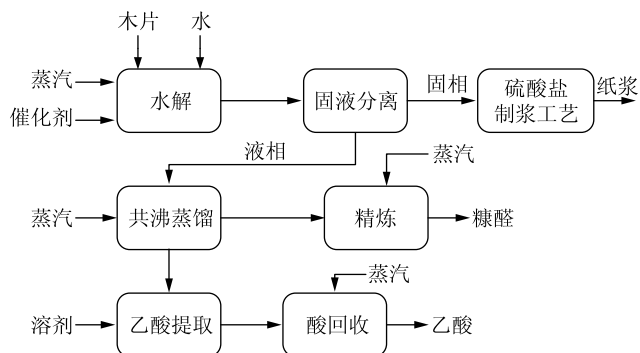 木片
水
蒸汽
催化剂
水解
固液分离
固相
硫酸盐
制浆工艺
纸浆
液相
蒸汽
蒸汽
共沸蒸馏
精炼
糠醛
蒸汽
溶剂
乙酸提取
酸回收
乙酸